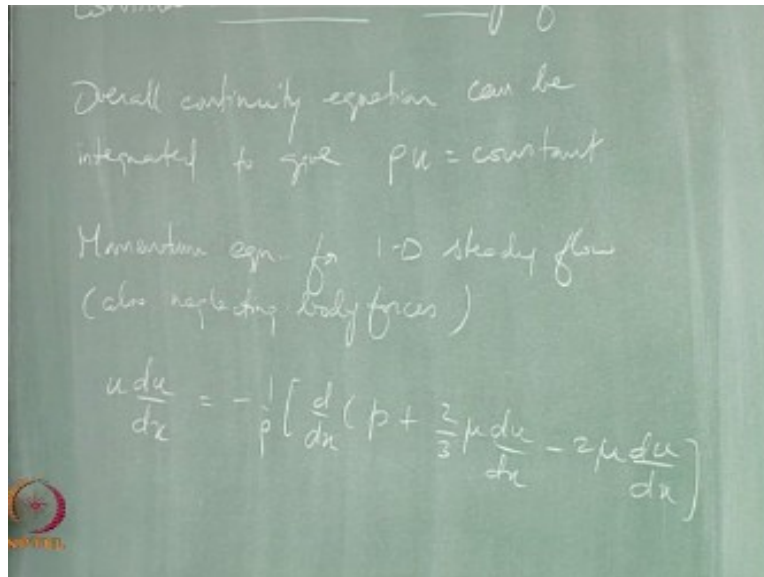 Overall continuity equation can be
integrated to give ρu = constant
Momentum eqn. for 1-D steady flow
(also neglecting body forces)
u du/dx = - 1/ρ [ d/dx ( p + 2/3 μ du/dx - 2μ du/dx ]
NPTEL